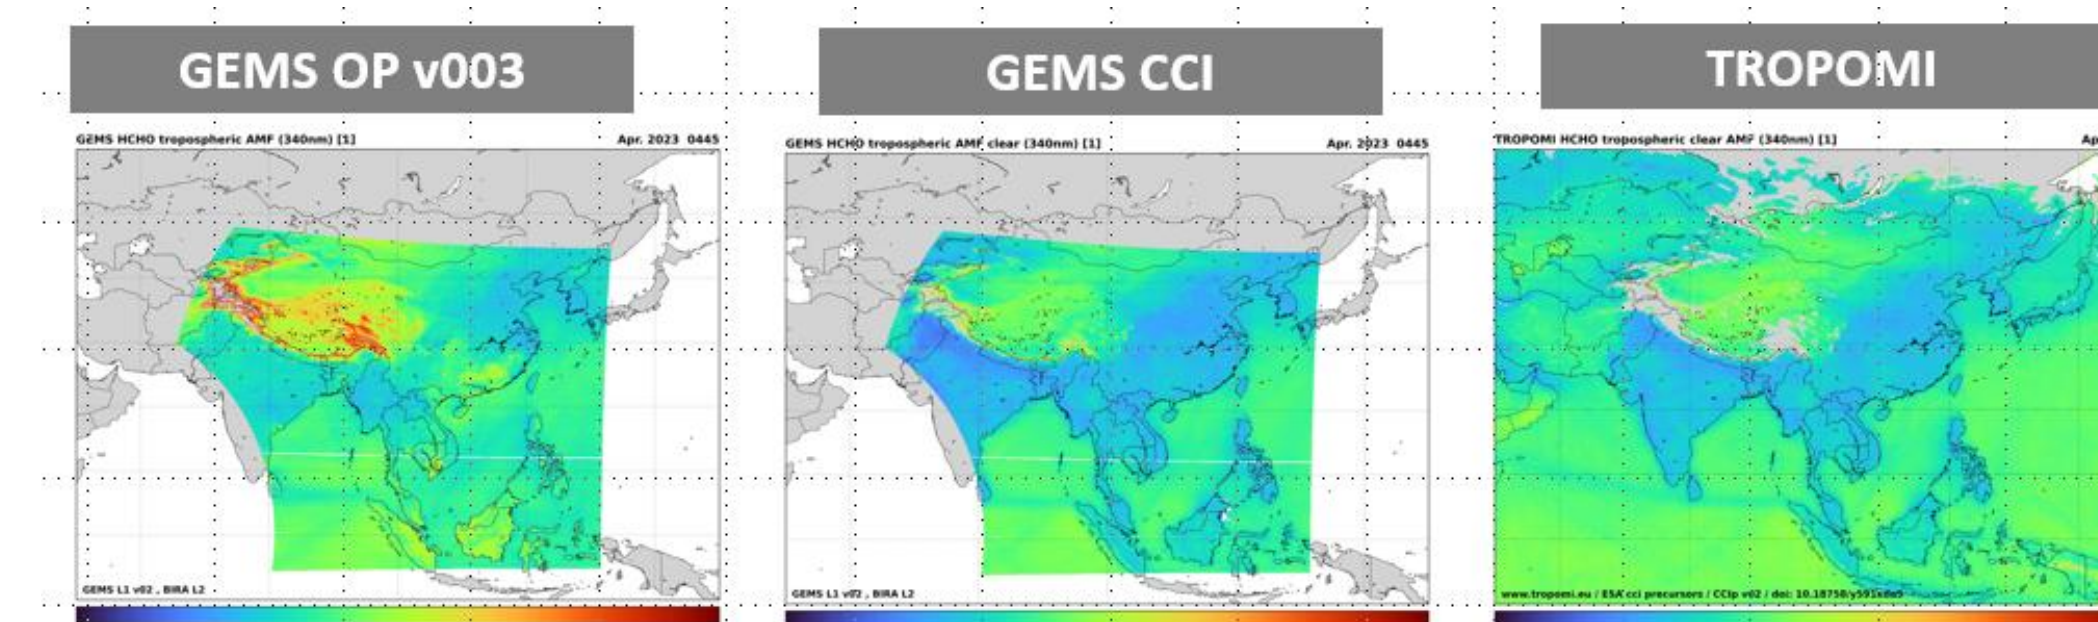 GEMS OP v003
GEMS CCI
TROPOMI
GEMS HCHO tropospheric AMF (340nm) [1] Apr. 2023 0445
GEMS HCHO tropospheric AMF clear (340nm) [1] Apr. 2023 0445
TROPOMI HCHO tropospheric clear AMF (340nm) [1] Ap
GEMS L1 v02 , BIRA L2
GEMS L1 v02 , BIRA L2
www.tropomi.eu / ESA cci precursors / CCIp v02 / doi: